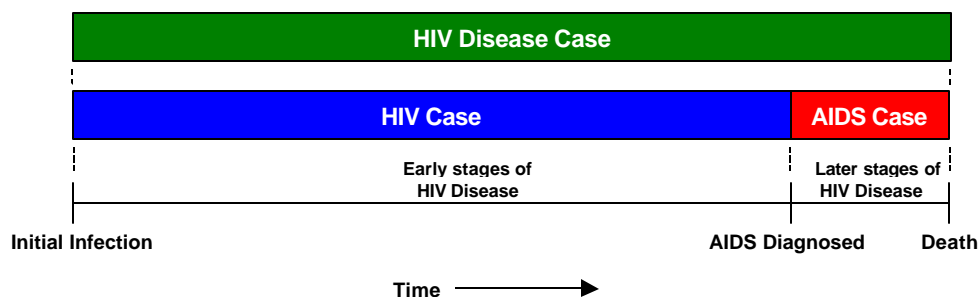 HIV Disease Case
HIV Case
AIDS Case
Early stages of
HIV Disease
Later stages of
HIV Disease
Initial Infection
AIDS Diagnosed
Death
Time